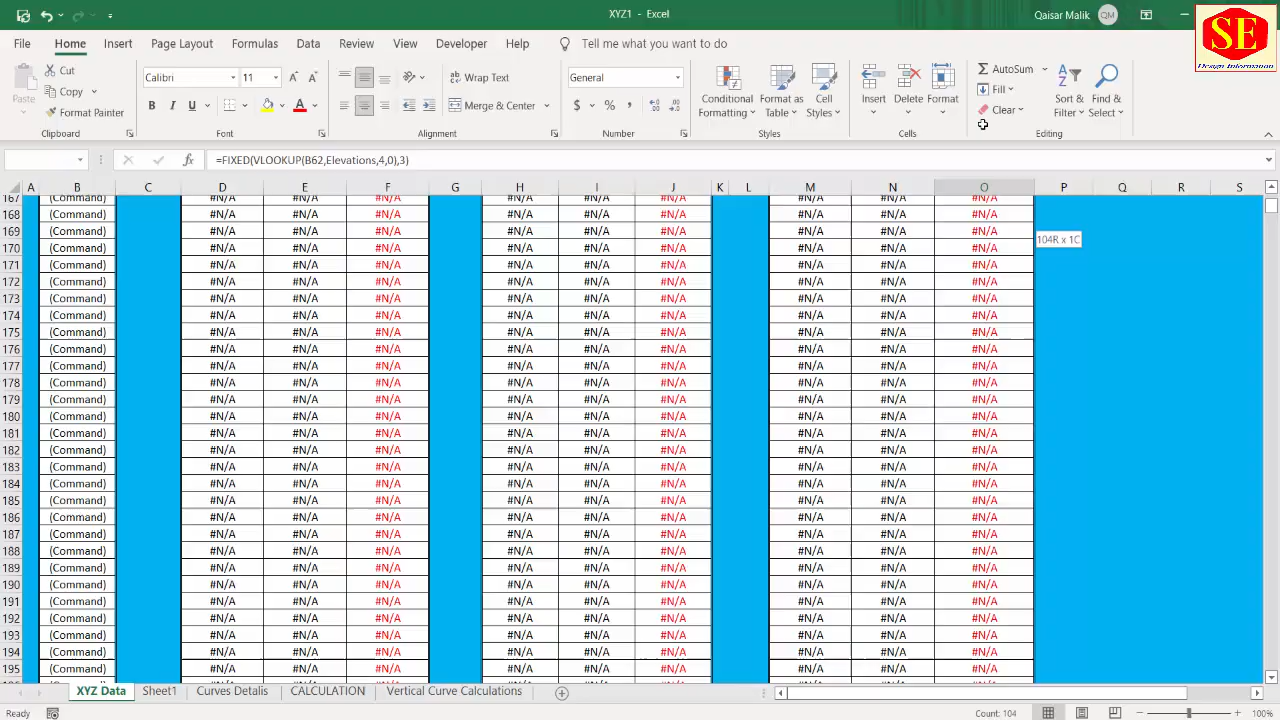 XYZ1 - Excel
Qaisar Malik QM
SE
Design Information
File Home Insert Page Layout Formulas Data Review View Developer Help Tell me what you want to do
Paste Cut Copy Format Painter Clipboard
Calibri 11 A A B I U A Font
ab Wrap Text Merge & Center Alignment
General $ % , Number
Conditional Formatting Format as Table Cell Styles Styles
Insert Delete Format Cells
AutoSum Fill Clear Sort & Filter Find & Select Editing
fx =FIXED(VLOOKUP(B62,Elevations,4,0),3)
A B C D E F G H I J K L M N O P Q R S
167 (Command) #N/A #N/A #N/A #N/A #N/A #N/A #N/A #N/A #N/A
168 (Command) #N/A #N/A #N/A #N/A #N/A #N/A #N/A #N/A #N/A
169 (Command) #N/A #N/A #N/A #N/A #N/A #N/A #N/A #N/A #N/A
104R x 1C
170 (Command) #N/A #N/A #N/A #N/A #N/A #N/A #N/A #N/A #N/A
171 (Command) #N/A #N/A #N/A #N/A #N/A #N/A #N/A #N/A #N/A
172 (Command) #N/A #N/A #N/A #N/A #N/A #N/A #N/A #N/A #N/A
173 (Command) #N/A #N/A #N/A #N/A #N/A #N/A #N/A #N/A #N/A
174 (Command) #N/A #N/A #N/A #N/A #N/A #N/A #N/A #N/A #N/A
175 (Command) #N/A #N/A #N/A #N/A #N/A #N/A #N/A #N/A #N/A
176 (Command) #N/A #N/A #N/A #N/A #N/A #N/A #N/A #N/A #N/A
177 (Command) #N/A #N/A #N/A #N/A #N/A #N/A #N/A #N/A #N/A
178 (Command) #N/A #N/A #N/A #N/A #N/A #N/A #N/A #N/A #N/A
179 (Command) #N/A #N/A #N/A #N/A #N/A #N/A #N/A #N/A #N/A
180 (Command) #N/A #N/A #N/A #N/A #N/A #N/A #N/A #N/A #N/A
181 (Command) #N/A #N/A #N/A #N/A #N/A #N/A #N/A #N/A #N/A
182 (Command) #N/A #N/A #N/A #N/A #N/A #N/A #N/A #N/A #N/A
183 (Command) #N/A #N/A #N/A #N/A #N/A #N/A #N/A #N/A #N/A
184 (Command) #N/A #N/A #N/A #N/A #N/A #N/A #N/A #N/A #N/A
185 (Command) #N/A #N/A #N/A #N/A #N/A #N/A #N/A #N/A #N/A
186 (Command) #N/A #N/A #N/A #N/A #N/A #N/A #N/A #N/A #N/A
187 (Command) #N/A #N/A #N/A #N/A #N/A #N/A #N/A #N/A #N/A
188 (Command) #N/A #N/A #N/A #N/A #N/A #N/A #N/A #N/A #N/A
189 (Command) #N/A #N/A #N/A #N/A #N/A #N/A #N/A #N/A #N/A
190 (Command) #N/A #N/A #N/A #N/A #N/A #N/A #N/A #N/A #N/A
191 (Command) #N/A #N/A #N/A #N/A #N/A #N/A #N/A #N/A #N/A
192 (Command) #N/A #N/A #N/A #N/A #N/A #N/A #N/A #N/A #N/A
193 (Command) #N/A #N/A #N/A #N/A #N/A #N/A #N/A #N/A #N/A
194 (Command) #N/A #N/A #N/A #N/A #N/A #N/A #N/A #N/A #N/A
195 (Command) #N/A #N/A #N/A #N/A #N/A #N/A #N/A #N/A #N/A
XYZ Data Sheet1 Curves Details CALCULATION Vertical Curve Calculations
Ready Count: 104 100%